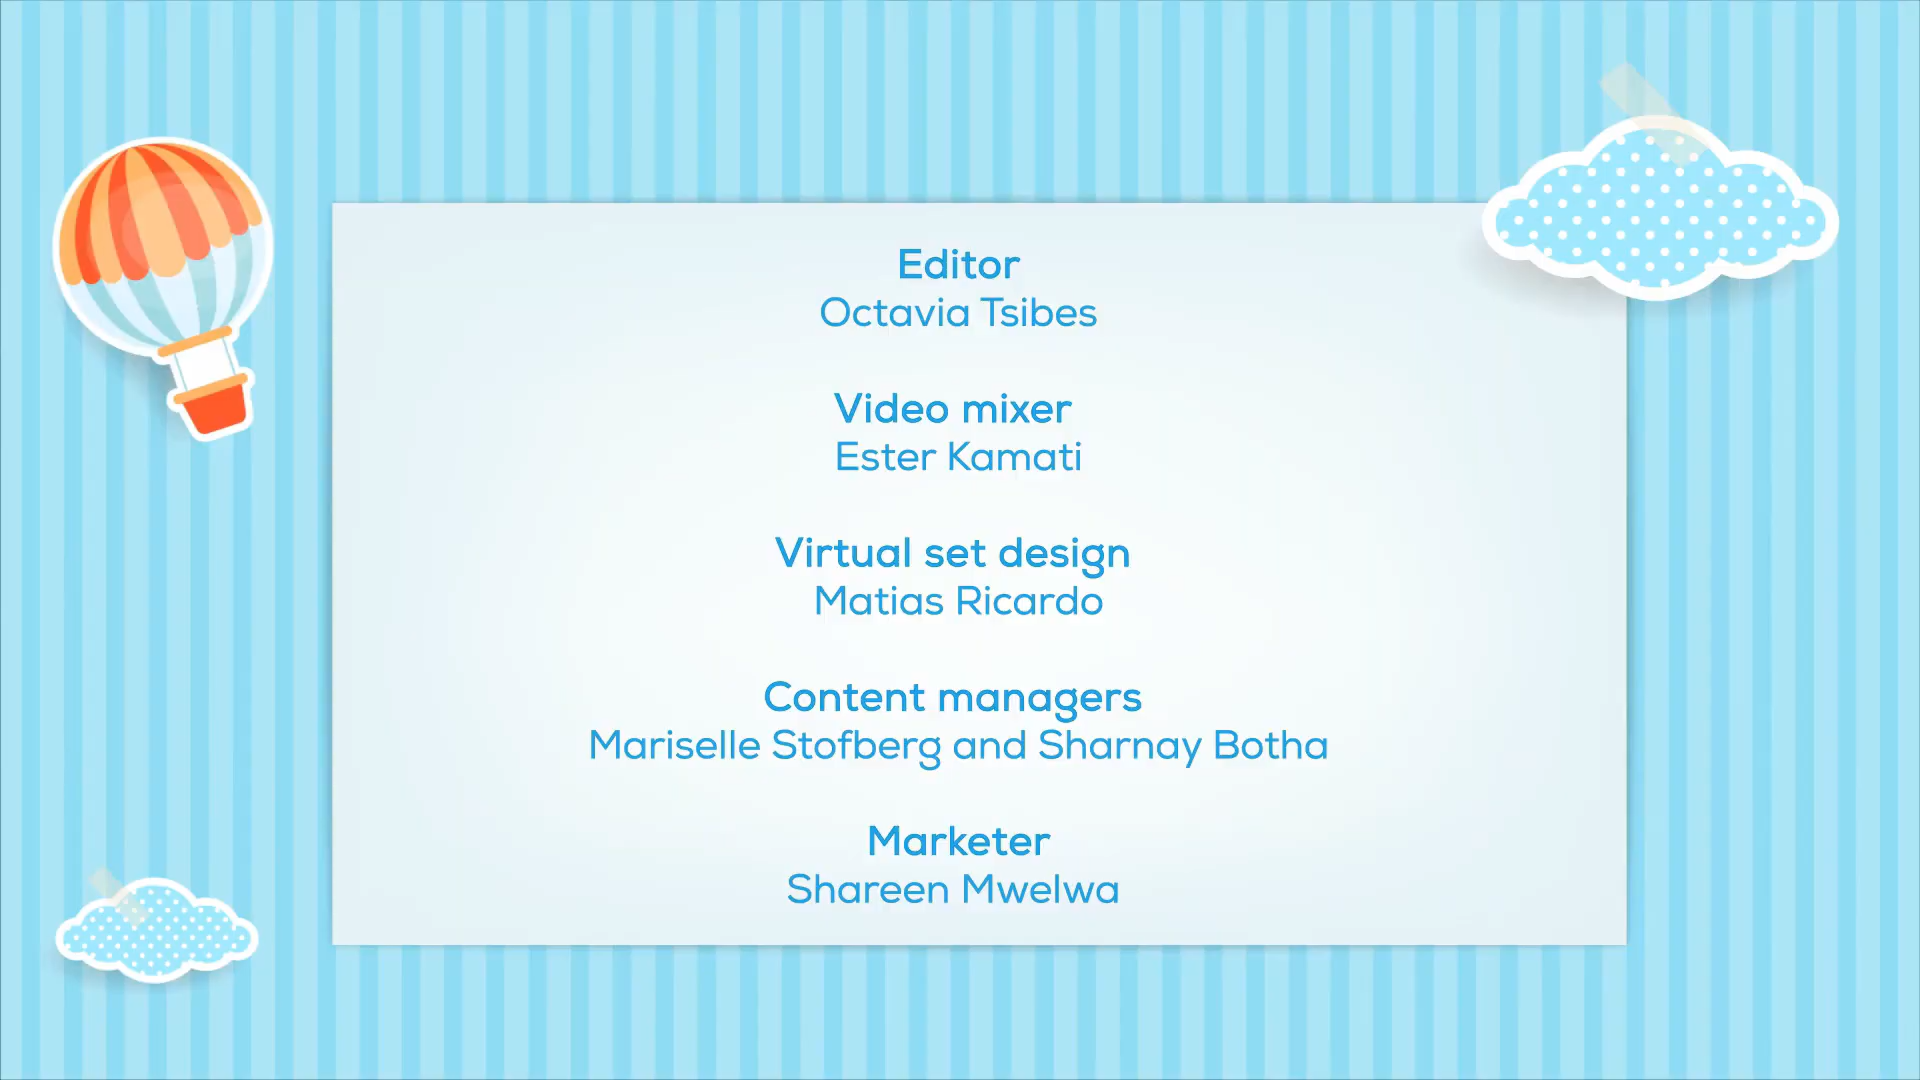 Editor
Octavia Tsibes
Video mixer
Ester Kamati
Virtual set design
Matias Ricardo
Content managers
Mariselle Stofberg and Sharnay Botha
Marketer
Shareen Mwelwa